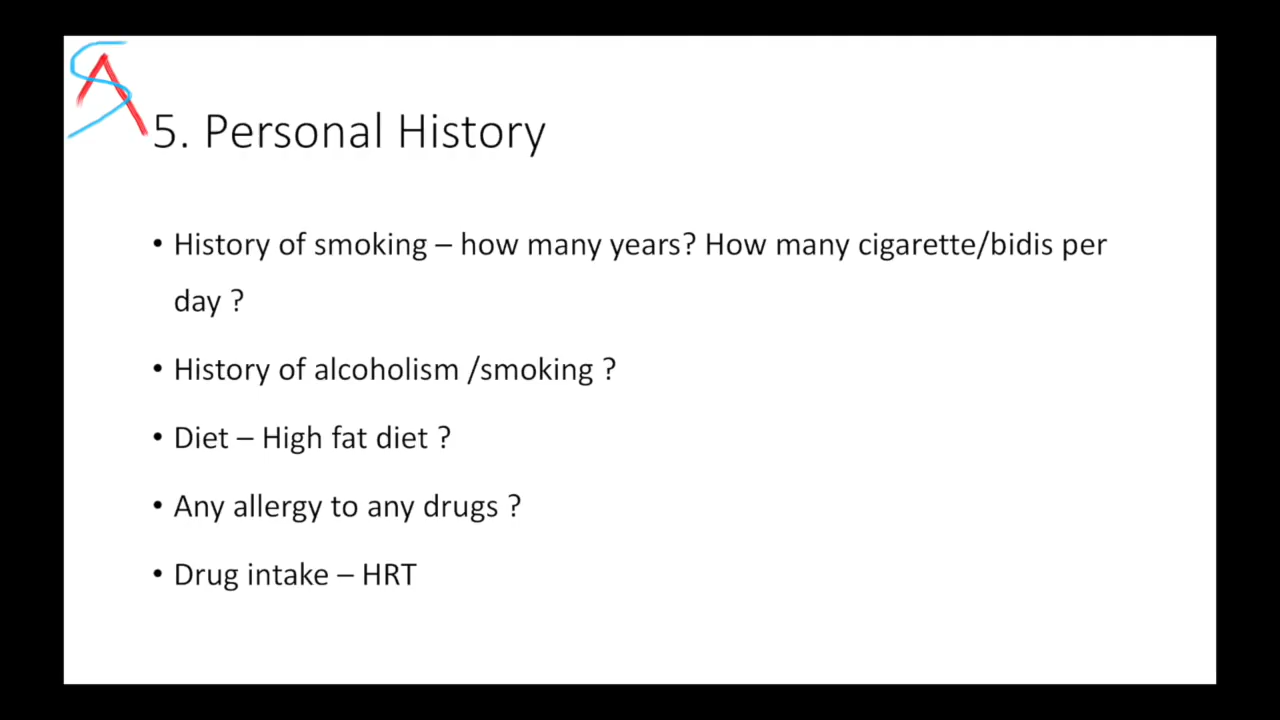 5. Personal History
• History of smoking – how many years? How many cigarette/bidis per
day ?
• History of alcoholism /smoking ?
• Diet – High fat diet ?
• Any allergy to any drugs ?
• Drug intake – HRT